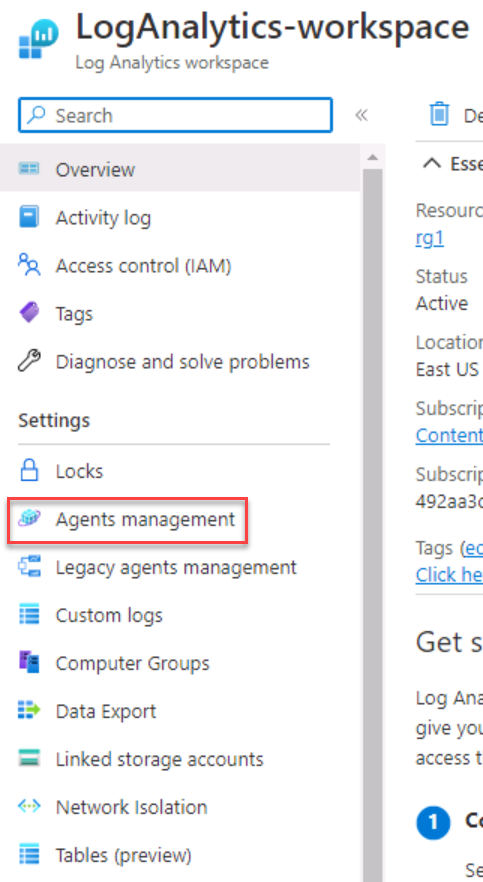 LogAnalytics-workspace
Log Analytics workspace
Search
«
Overview
Activity log
Access control (IAM)
Tags
Diagnose and solve problems
Settings
Locks
Agents management
Legacy agents management
Custom logs
Computer Groups
Data Export
Linked storage accounts
Network Isolation
Tables (preview)
De
Esse
Resourc
rg1
Status
Active
Location
East US
Subscrip
Content
Subscrip
492aa3c
Tags (ed
Click he
Get s
Log Ana
give you
access t
1 Co
Se